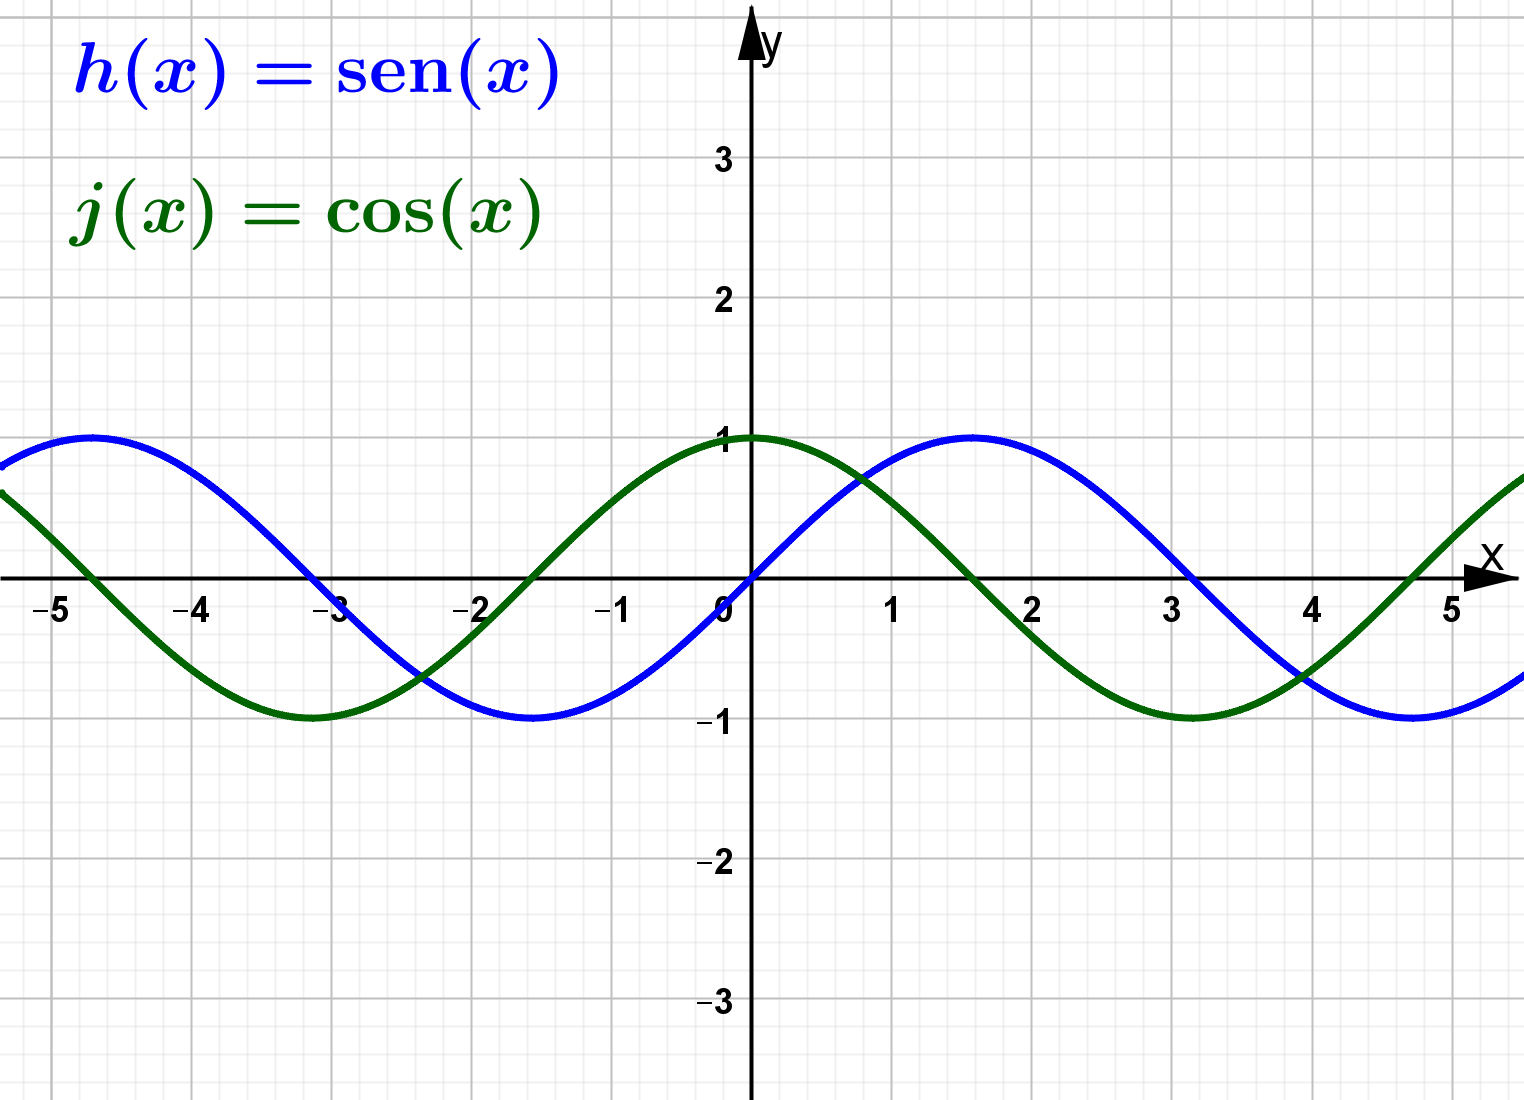 h(x) = sen(x)
y
j(x) = cos(x)
3
2
1
x
−5 −4 −3 −2 −1 0 1 2 3 4 5
−1
−2
−3